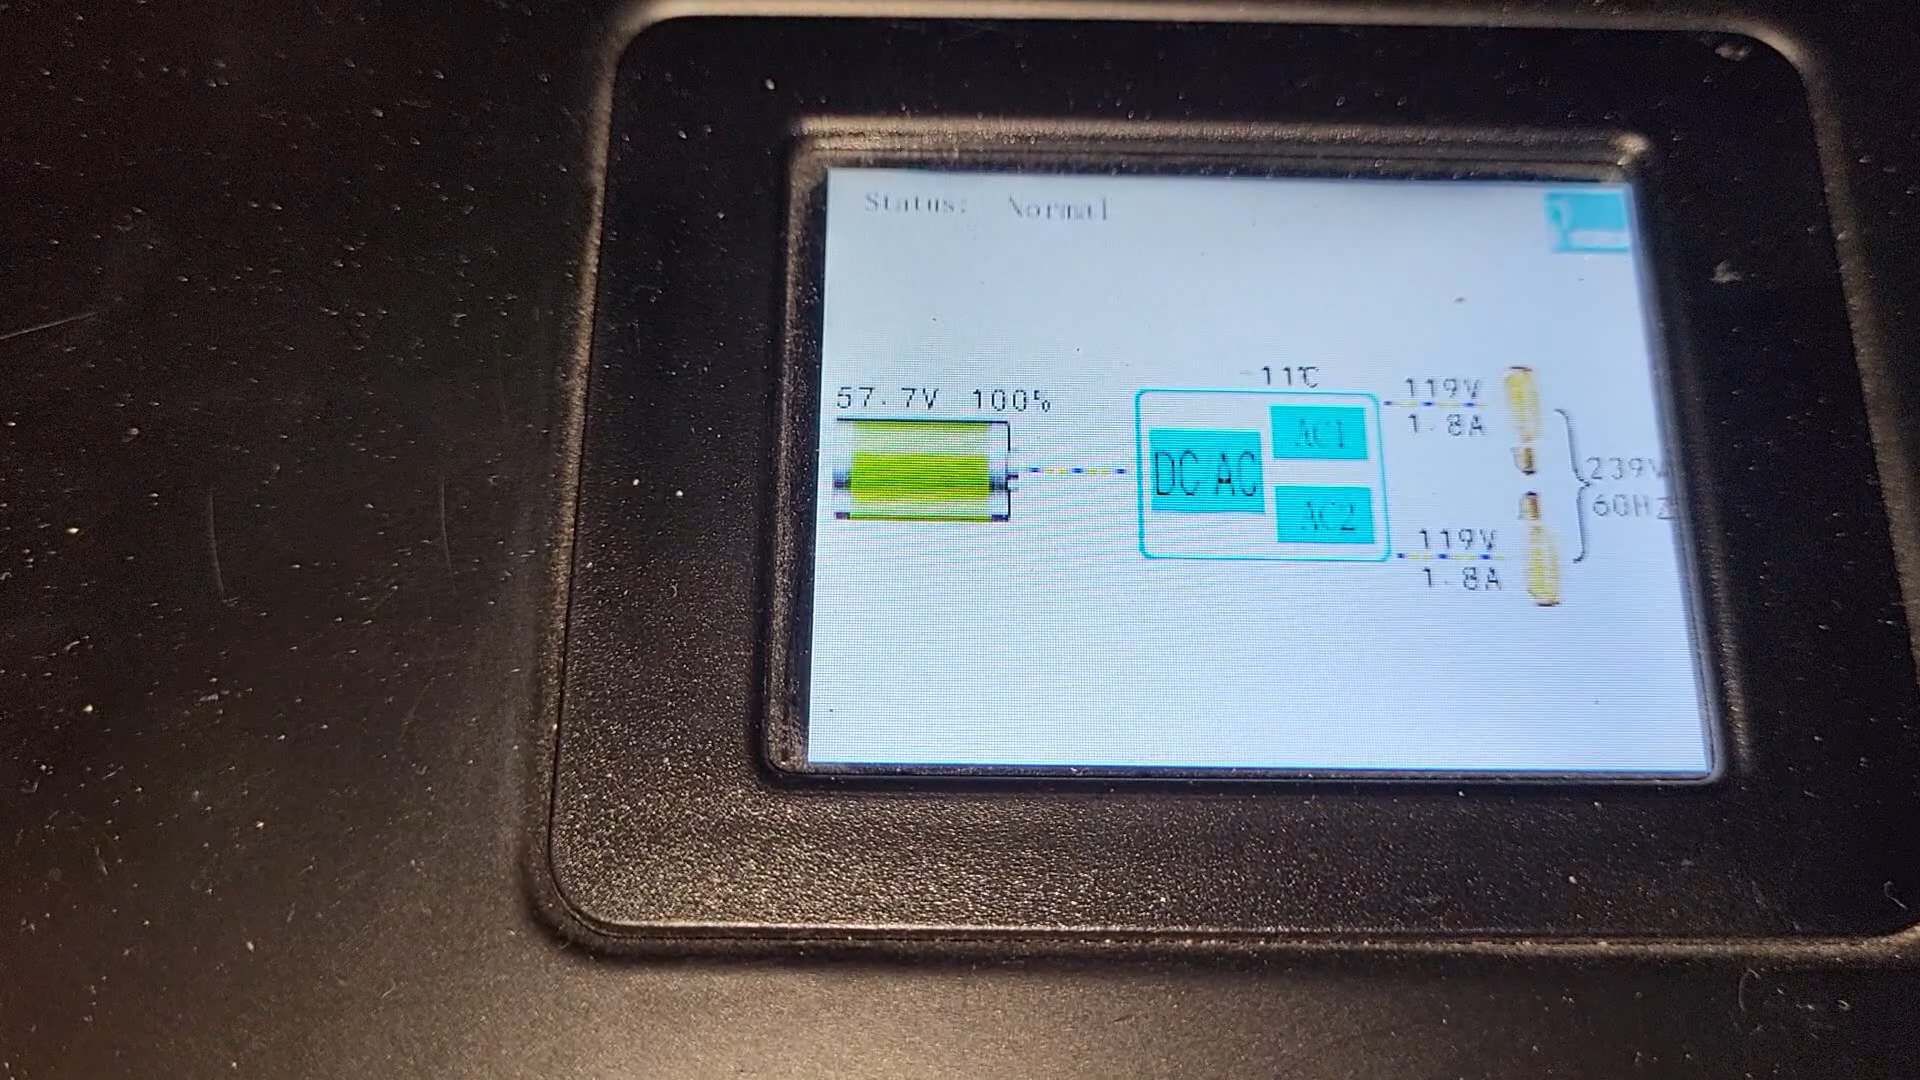 Status: Normal
57.7V 100%
-11℃
DC AC
AC1
AC2
119V
1.8A
239V
60Hz
119V
1.8A